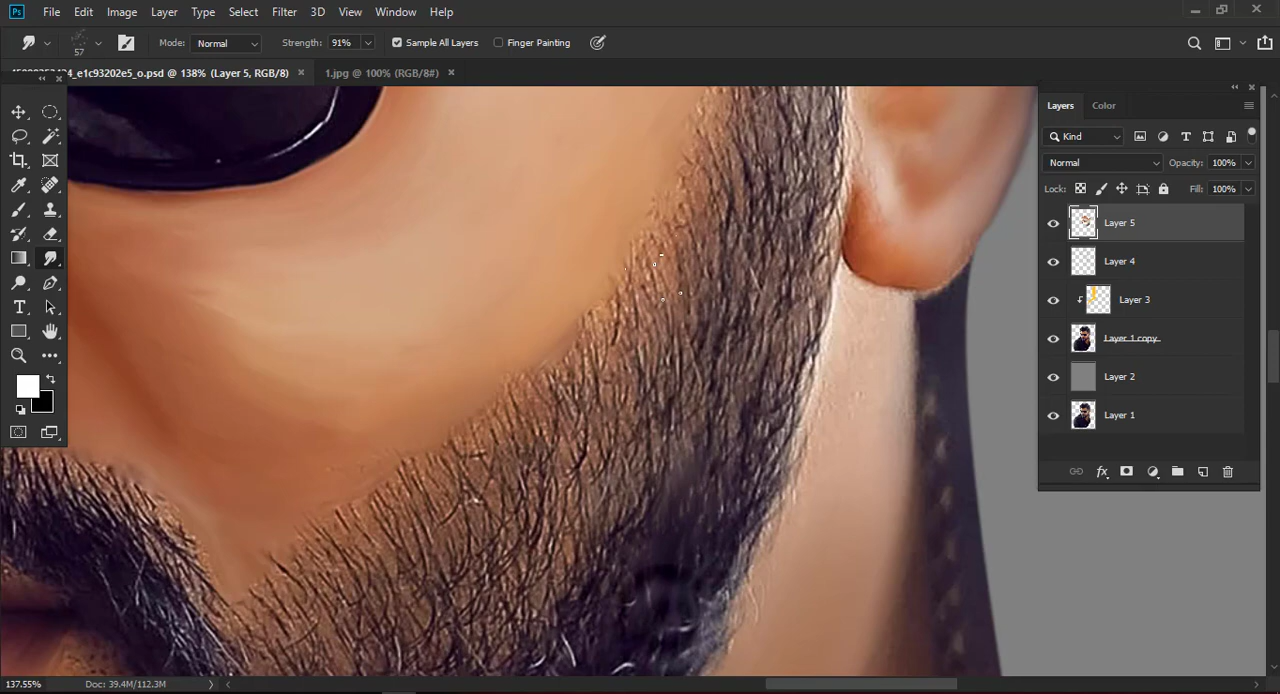 Ps File Edit Image Layer Type Select Filter 3D View Window Help
57 Mode: Normal Strength: 91% Sample All Layers Finger Painting
_e1c93202e5_o.psd @ 138% (Layer 5, RGB/8) × 1.jpg @ 100% (RGB/8#) ×
Layers Color
Kind
Normal Opacity: 100%
Lock: Fill: 100%
Layer 5
Layer 4
Layer 3
Layer 1 copy
Layer 2
Layer 1
fx
137.55% Doc: 39.4M/112.3M